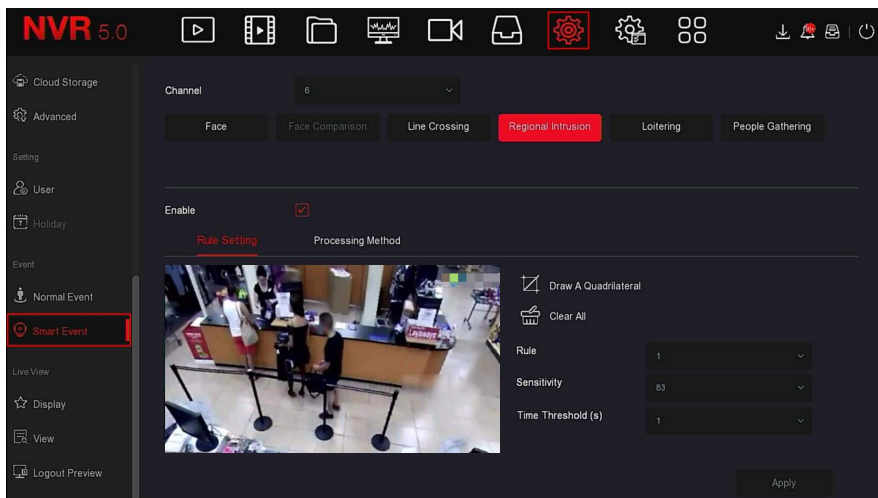 NVR 5.0
Cloud Storage
Advanced
Setting
User
Holiday
Event
Normal Event
Smart Event
Live View
Display
View
Logout Preview
Channel 6
Face Face Comparison Line Crossing Regional Intrusion Loitering People Gathering
Enable
Rule Setting Processing Method
Layaways
Draw A Quadrilateral
Clear All
Rule 1
Sensitivity 83
Time Threshold (s) 1
Apply